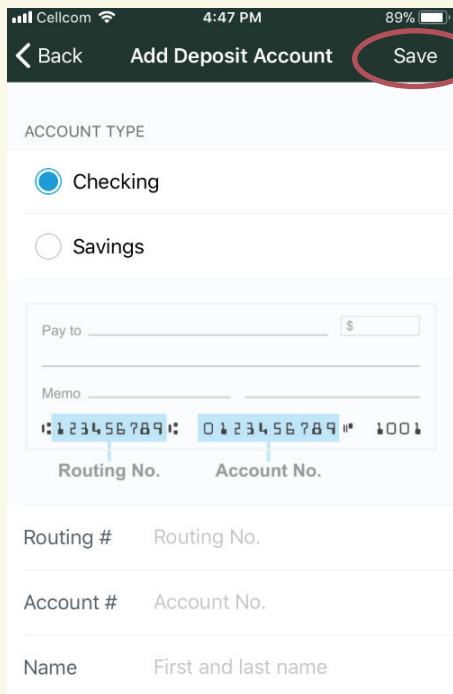 Cellcom 4:47 PM 89%
Back Add Deposit Account Save
ACCOUNT TYPE
Checking
Savings
Pay to $
Memo
⑆123456789⑆ 0123456789⑈ 1001
Routing No. Account No.
Routing # Routing No.
Account # Account No.
Name First and last name